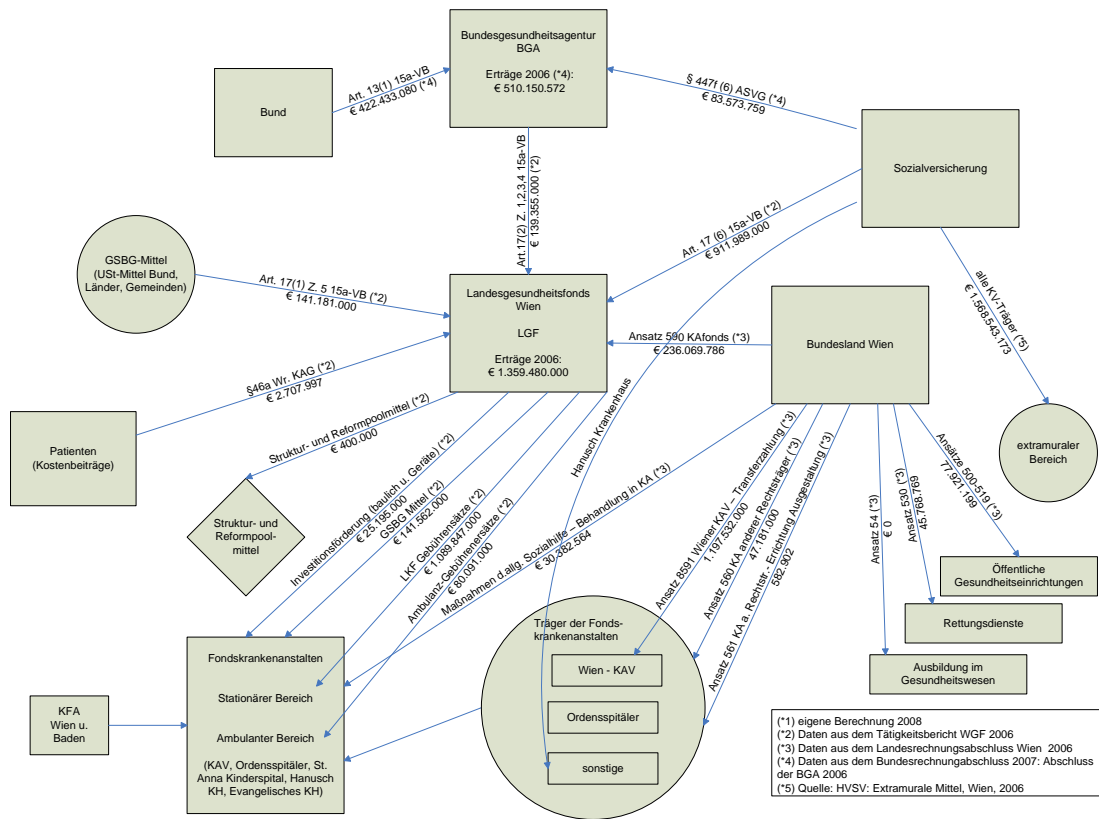 Bundesgesundheitsagentur
BGA
Erträge 2006 (*4):
€ 510.150.572
Bund
Art. 13(1) 15a-VB
€ 422.433.080 (*4)
§ 447f (6) ASVG (*4)
€ 83.573.759
Sozialversicherung
Art.17(2) Z. 1,2,3,4 15a-VB
€ 139.355.000 (*2)
Art. 17 (6) 15a-VB (*2)
€ 911.989.000
GSBG-Mittel
(USt-Mittel Bund,
Länder, Gemeinden)
Art. 17(1) Z. 5 15a-VB (*2)
€ 141.181.000
Landesgesundheitsfonds
Wien
LGF
Erträge 2006:
€ 1.359.480.000
Ansatz 590 KAfonds (*3)
€ 236.069.786
Bundesland Wien
alle KV-Träger (*5)
€ 1.568.543.173
§46a Wr. KAG (*2)
€ 2.707.997
Patienten
(Kostenbeiträge)
Struktur- und Reformpoolmittel (*2)
€ 400.000
Hanusch Krankenhaus
extramuraler
Bereich
Struktur- und
Reformpool-
mittel
Investitionsförderung (baulich u. Geräte) (*2)
€ 25.195.000
GSBG Mittel (*2)
€ 141.562.000
LKF Gebührensätze (*2)
€ 1.089.847.000
Ambulanz-Gebührenersätze (*2)
€ 80.091.000
Maßnahmen d.allg. Sozialhilfe – Behandlung in KA (*3)
€ 30.382.564
Ansatz 8591 Wiener KAV – Transferzahlung (*3)
1.197.532.000
Ansatz 560 KA anderer Rechtsträger (*3)
47.181.000
Ansatz 561 KA a. Rechtstr.- Errichtung Ausgestaltung (*3)
582.902
Ansatz 54 (*3)
€ 0
Ansatz 530 (*3)
45.768.769
Ansätze 500-519 (*3)
77.921.199
Öffentliche
Gesundheitseinrichtungen
Rettungsdienste
Ausbildung im
Gesundheitswesen
Träger der Fonds-
krankenanstalten
Wien - KAV
Ordensspitäler
sonstige
Fondskrankenanstalten
Stationärer Bereich
Ambulanter Bereich
(KAV, Ordensspitäler, St.
Anna Kinderspital, Hanusch
KH, Evangelisches KH)
KFA
Wien u.
Baden
(*1) eigene Berechnung 2008
(*2) Daten aus dem Tätigkeitsbericht WGF 2006
(*3) Daten aus dem Landesrechnungsabschluss Wien 2006
(*4) Daten aus dem Bundesrechnungabschluss 2007: Abschluss
der BGA 2006
(*5) Quelle: HVSV: Extramurale Mittel, Wien, 2006